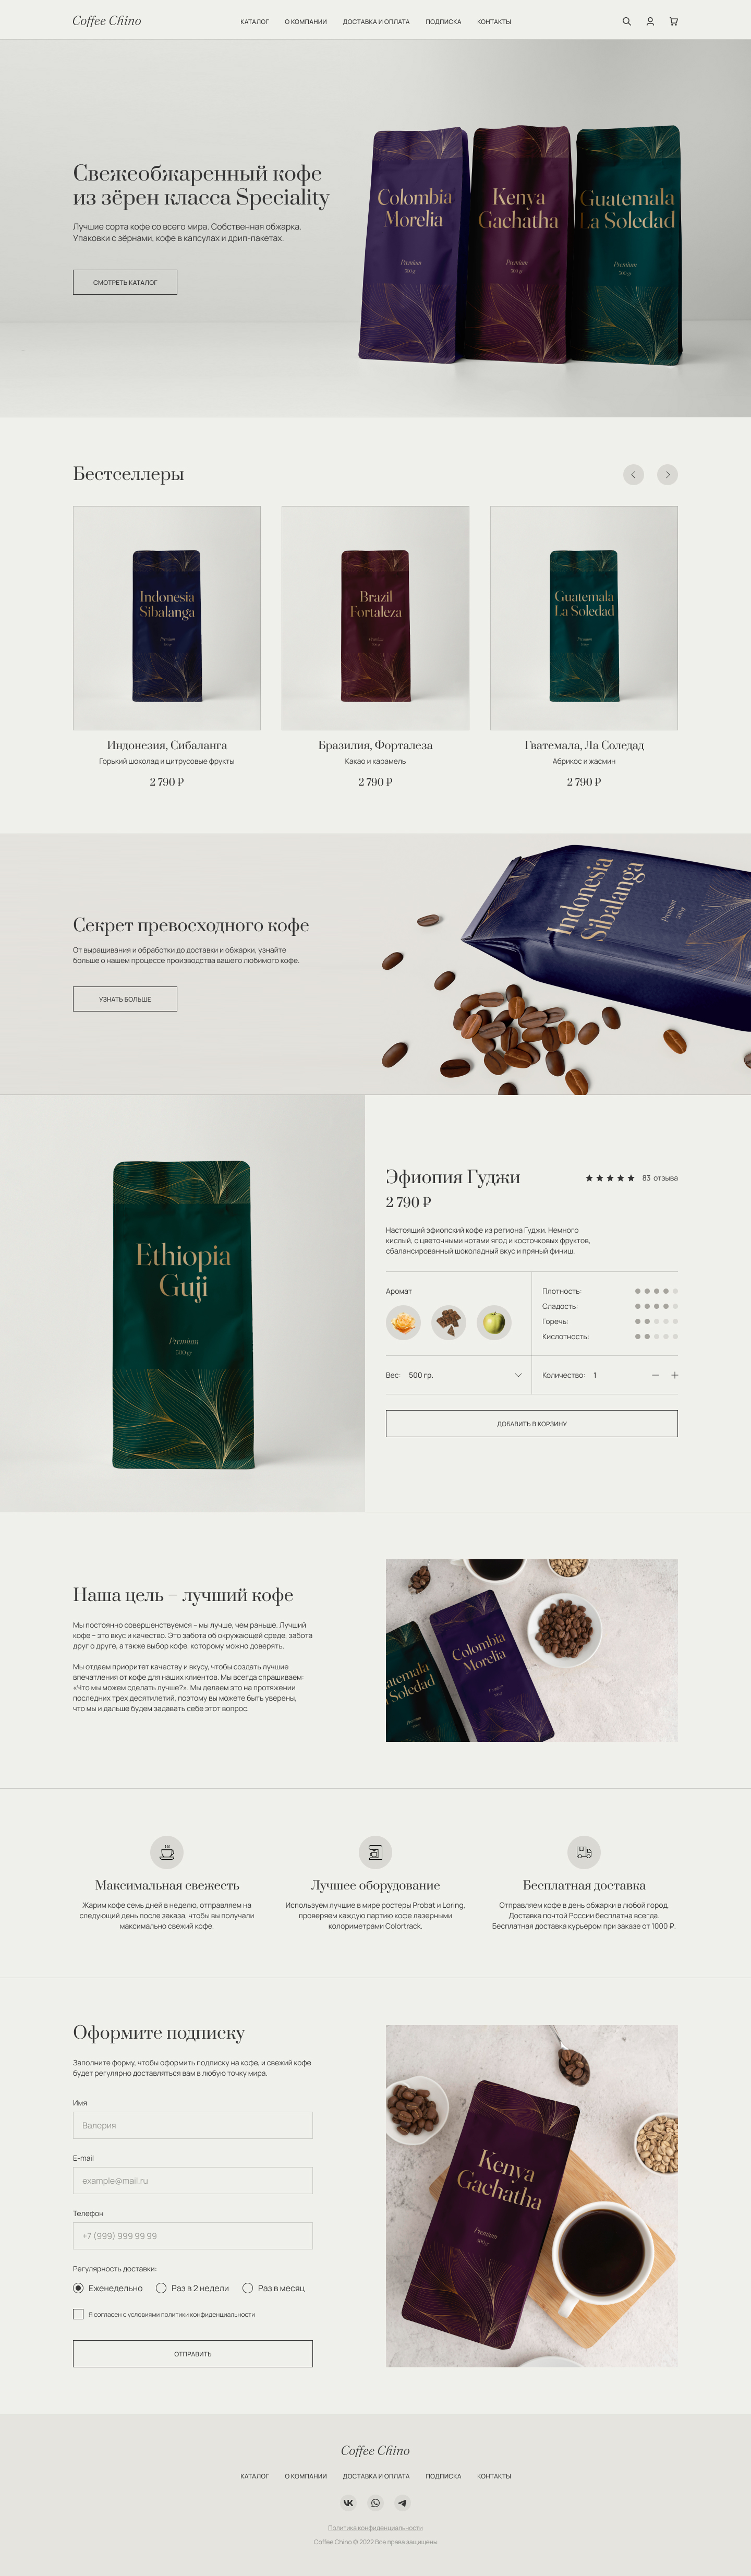 Coffee Chino
КАТАЛОГ
О КОМПАНИИ
ДОСТАВКА И ОПЛАТА
ПОДПИСКА
КОНТАКТЫ
Свежеобжаренный кофе
из зёрен класса Speciality
Лучшие сорта кофе со всего мира. Собственная обжарка.
Упаковки с зёрнами, кофе в капсулах и дрип-пакетах.
СМОТРЕТЬ КАТАЛОГ
Colombia
Morelia
Premium
500 gr
Kenya
Gachatha
Premium
500 gr
Guatemala
La Soledad
Premium
500 gr
Бестселлеры
Indonesia
Sibalanga
Premium
Brazil
Fortaleza
Premium
Guatemala
La Soledad
Premium
Индонезия, Сибаланга
Горький шоколад и цитрусовые фрукты
2 790 ₽
Бразилия, Форталеза
Какао и карамель
2 790 ₽
Гватемала, Ла Соледад
Абрикос и жасмин
2 790 ₽
Секрет превосходного кофе
От выращивания и обработки до доставки и обжарки, узнайте
больше о нашем процессе производства вашего любимого кофе.
УЗНАТЬ БОЛЬШЕ
Indonesia
Sibalanga
Premium
500 gr
Ethiopia
Guji
Premium
500 gr
Эфиопия Гуджи
83 отзыва
2 790 ₽
Настоящий эфиопский кофе из региона Гуджи. Немного
кислый, с цветочными нотами ягод и косточковых фруктов,
сбалансированный шоколадный вкус и пряный финиш.
Аромат
Плотность:
Сладость:
Горечь:
Кислотность:
Вес: 500 гр.
Количество: 1
ДОБАВИТЬ В КОРЗИНУ
Наша цель – лучший кофе
Мы постоянно совершенствуемся – мы лучше, чем раньше. Лучший
кофе – это вкус и качество. Это забота об окружающей среде, забота
друг о друге, а также выбор кофе, которому можно доверять.
Мы отдаем приоритет качеству и вкусу, чтобы создать лучшие
впечатления от кофе для наших клиентов. Мы всегда спрашиваем:
«Что мы можем сделать лучше?». Мы делаем это на протяжении
последних трех десятилетий, поэтому вы можете быть уверены,
что мы и дальше будем задавать себе этот вопрос.
atemala
a Soledad
Premium
Colombia
Morelia
Premium
Максимальная свежесть
Жарим кофе семь дней в неделю, отправляем на
следующий день после заказа, чтобы вы получали
максимально свежий кофе.
Лучшее оборудование
Используем лучшие в мире ростеры Probat и Loring,
проверяем каждую партию кофе лазерными
колориметрами Colortrack.
Бесплатная доставка
Отправляем кофе в день обжарки в любой город.
Доставка почтой России бесплатна всегда.
Бесплатная доставка курьером при заказе от 1000 ₽.
Оформите подписку
Заполните форму, чтобы оформить подписку на кофе, и свежий кофе
будет регулярно доставляться вам в любую точку мира.
Имя
Валерия
E-mail
example@mail.ru
Телефон
+7 (999) 999 99 99
Регулярность доставки:
Еженедельно
Раз в 2 недели
Раз в месяц
Я согласен с условиями политики конфиденциальности
ОТПРАВИТЬ
Kenya
Gachatha
Premium
500 gr
Coffee Chino
КАТАЛОГ
О КОМПАНИИ
ДОСТАВКА И ОПЛАТА
ПОДПИСКА
КОНТАКТЫ
Политика конфиденциальности
Coffee Chino © 2022 Все права защищены